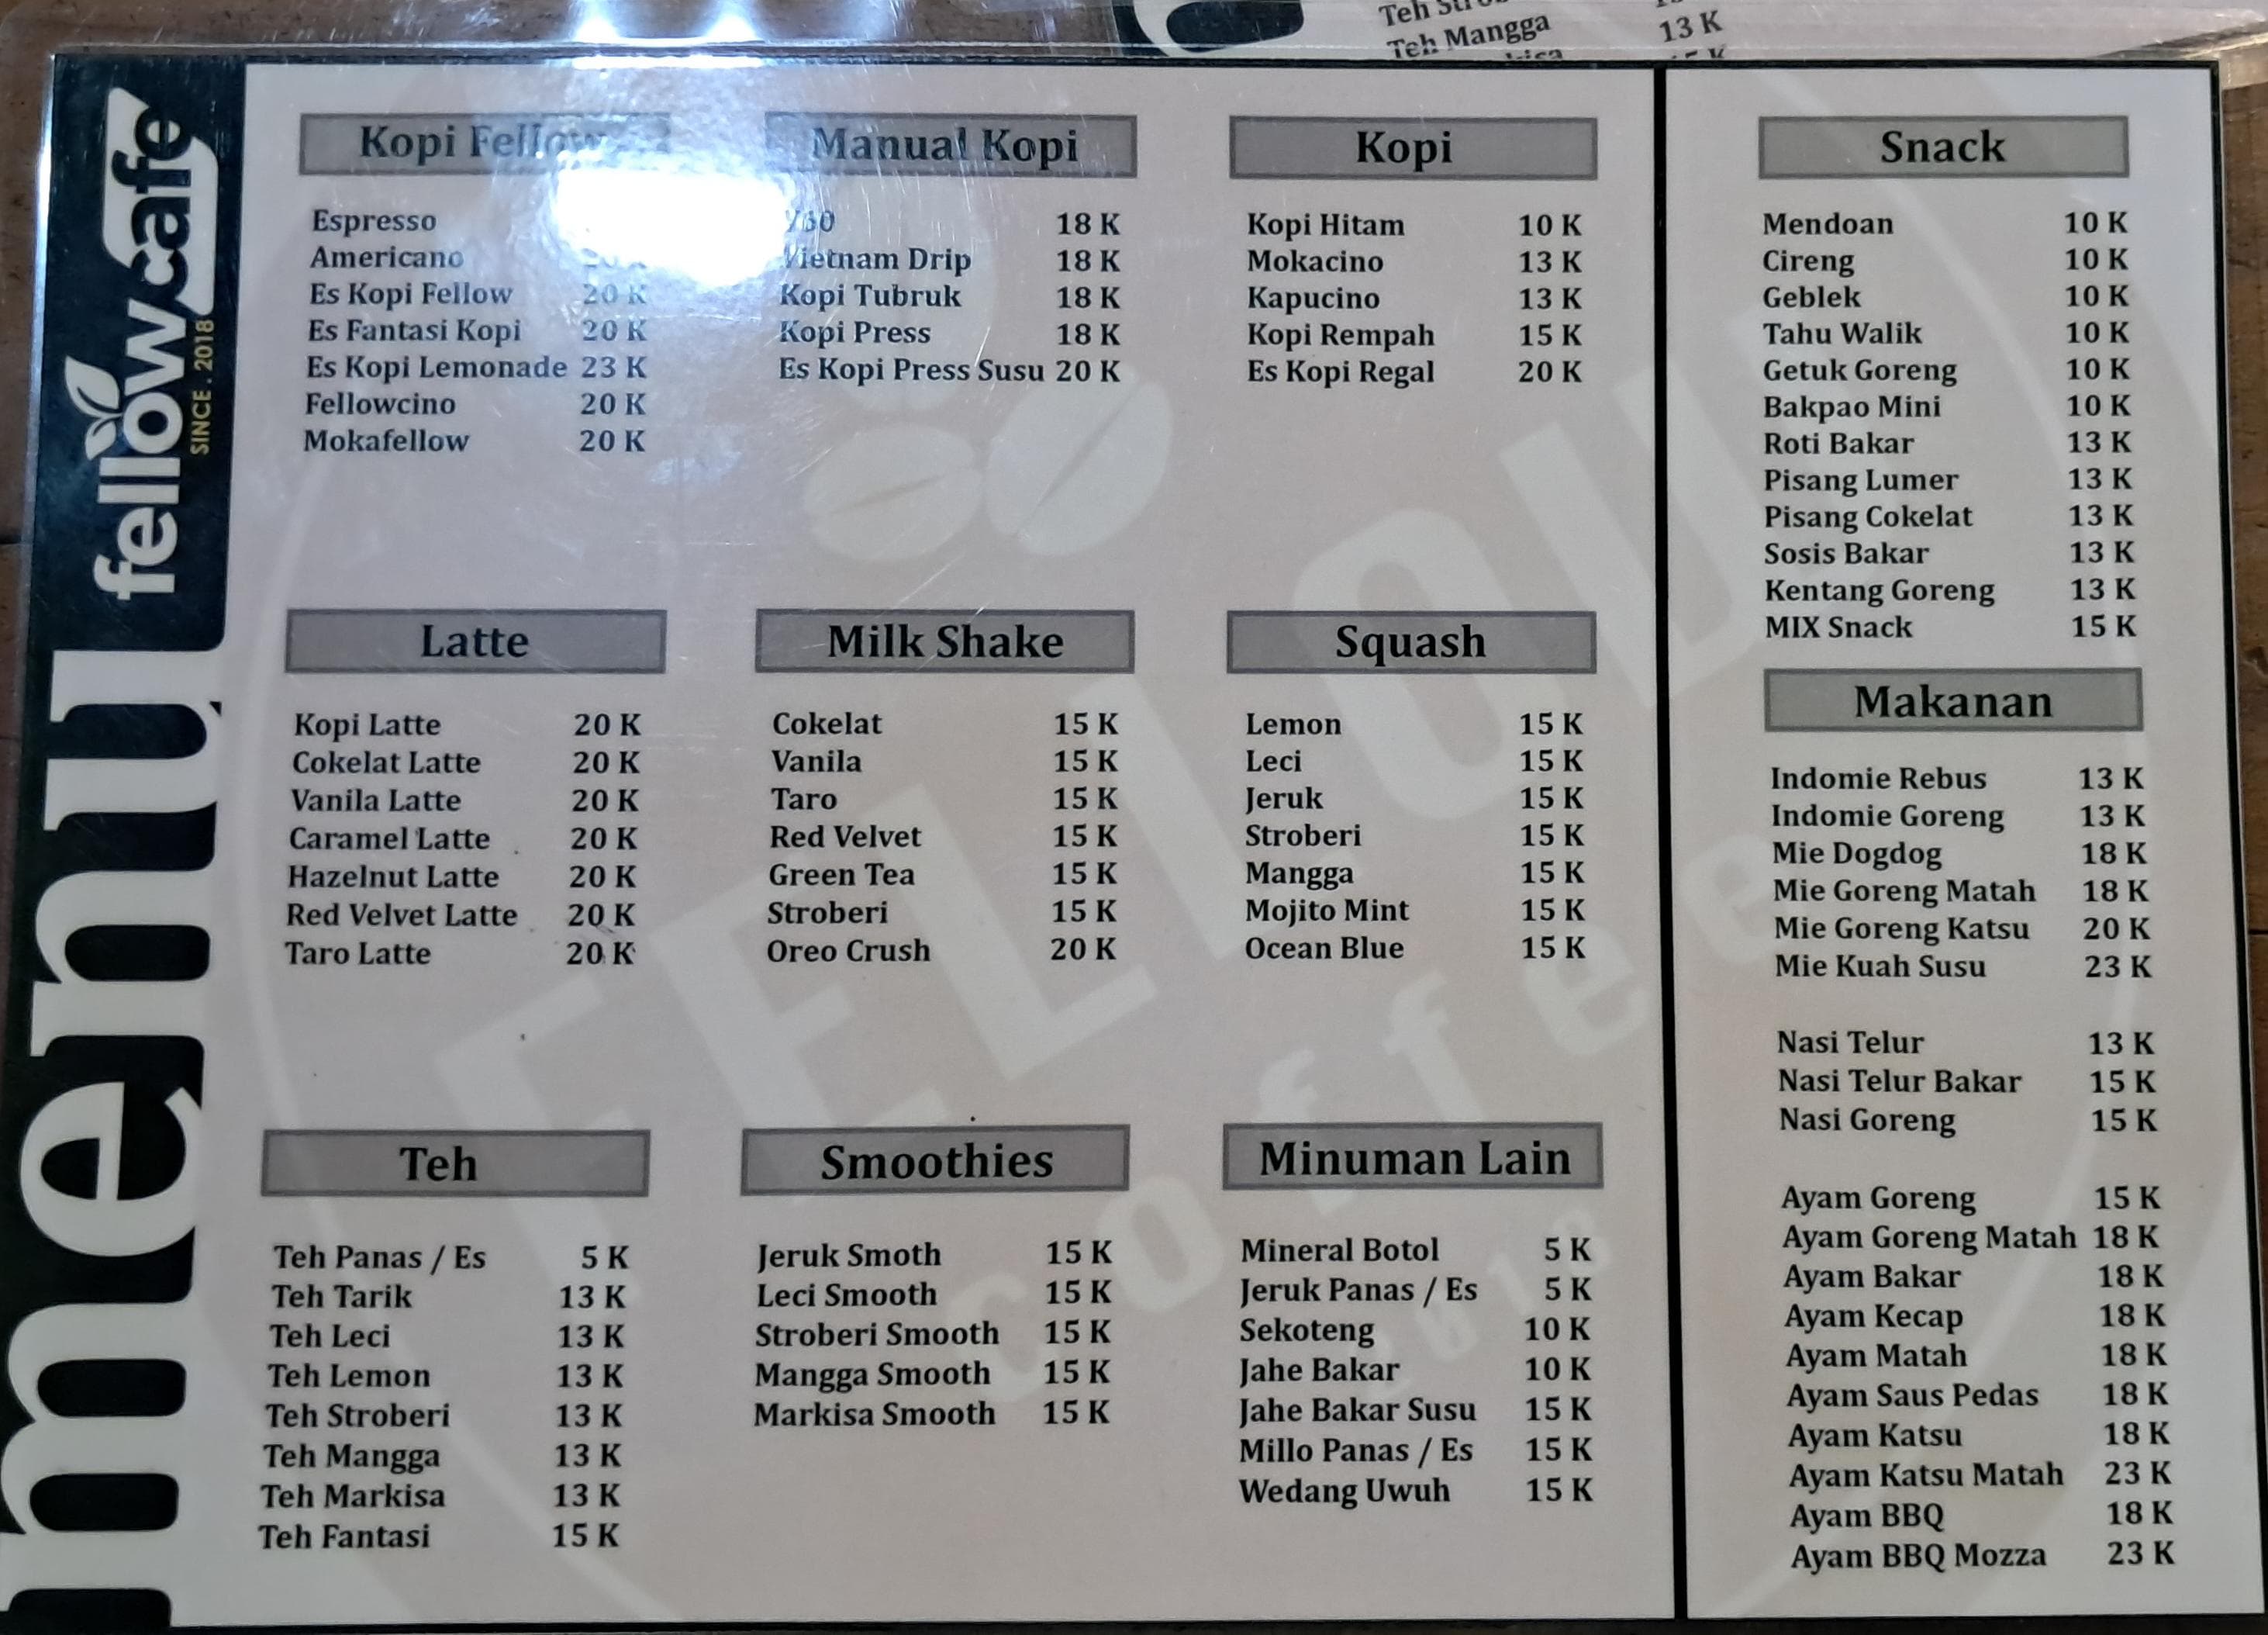 Teh Mangga 13 K
menu
fellowcafe
SINCE . 2018
Kopi Fellow
Espresso
Americano
Es Kopi Fellow 20 K
Es Fantasi Kopi 20 K
Es Kopi Lemonade 23 K
Fellowcino 20 K
Mokafellow 20 K
Manual Kopi
V60 18 K
Vietnam Drip 18 K
Kopi Tubruk 18 K
Kopi Press 18 K
Es Kopi Press Susu 20 K
Kopi
Kopi Hitam 10 K
Mokacino 13 K
Kapucino 13 K
Kopi Rempah 15 K
Es Kopi Regal 20 K
Latte
Kopi Latte 20 K
Cokelat Latte 20 K
Vanila Latte 20 K
Caramel Latte 20 K
Hazelnut Latte 20 K
Red Velvet Latte 20 K
Taro Latte 20 K
Milk Shake
Cokelat 15 K
Vanila 15 K
Taro 15 K
Red Velvet 15 K
Green Tea 15 K
Stroberi 15 K
Oreo Crush 20 K
Squash
Lemon 15 K
Leci 15 K
Jeruk 15 K
Stroberi 15 K
Mangga 15 K
Mojito Mint 15 K
Ocean Blue 15 K
Teh
Teh Panas / Es 5 K
Teh Tarik 13 K
Teh Leci 13 K
Teh Lemon 13 K
Teh Stroberi 13 K
Teh Mangga 13 K
Teh Markisa 13 K
Teh Fantasi 15 K
Smoothies
Jeruk Smoth 15 K
Leci Smooth 15 K
Stroberi Smooth 15 K
Mangga Smooth 15 K
Markisa Smooth 15 K
Minuman Lain
Mineral Botol 5 K
Jeruk Panas / Es 5 K
Sekoteng 10 K
Jahe Bakar 10 K
Jahe Bakar Susu 15 K
Millo Panas / Es 15 K
Wedang Uwuh 15 K
Snack
Mendoan 10 K
Cireng 10 K
Geblek 10 K
Tahu Walik 10 K
Getuk Goreng 10 K
Bakpao Mini 10 K
Roti Bakar 13 K
Pisang Lumer 13 K
Pisang Cokelat 13 K
Sosis Bakar 13 K
Kentang Goreng 13 K
MIX Snack 15 K
Makanan
Indomie Rebus 13 K
Indomie Goreng 13 K
Mie Dogdog 18 K
Mie Goreng Matah 18 K
Mie Goreng Katsu 20 K
Mie Kuah Susu 23 K
Nasi Telur 13 K
Nasi Telur Bakar 15 K
Nasi Goreng 15 K
Ayam Goreng 15 K
Ayam Goreng Matah 18 K
Ayam Bakar 18 K
Ayam Kecap 18 K
Ayam Matah 18 K
Ayam Saus Pedas 18 K
Ayam Katsu 18 K
Ayam Katsu Matah 23 K
Ayam BBQ 18 K
Ayam BBQ Mozza 23 K
FELLOW
coffee
2018